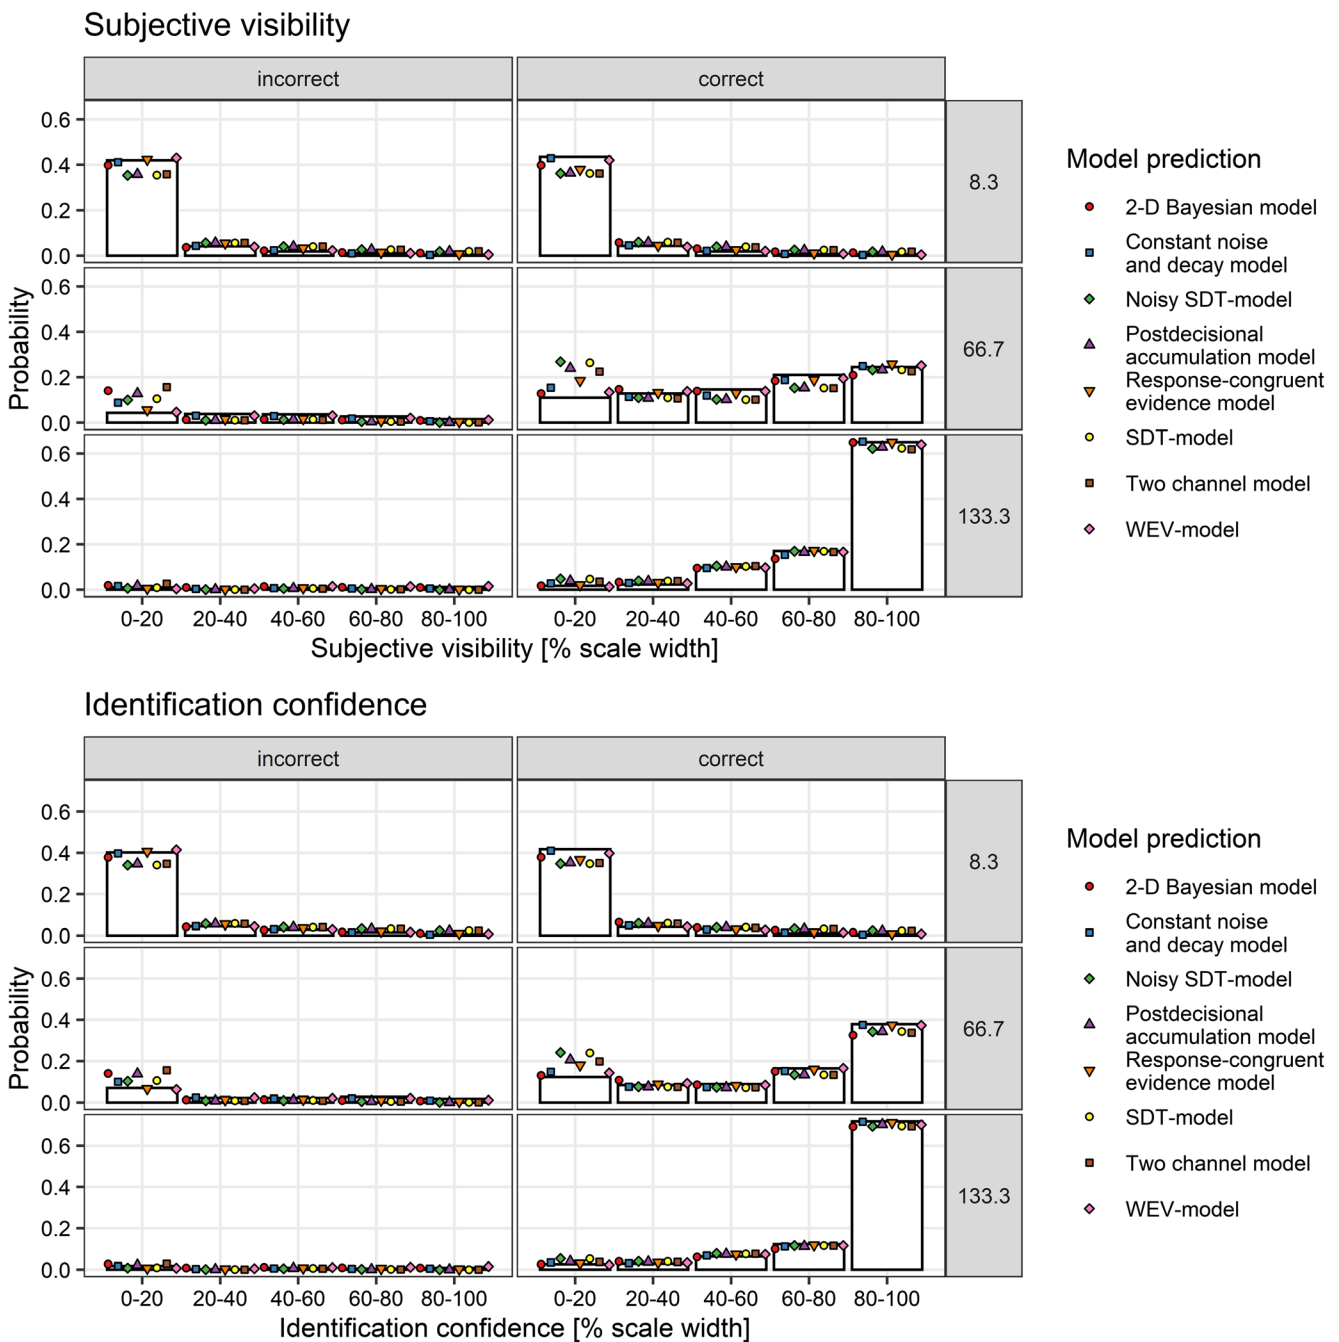 Subjective visibility
incorrect
correct
0.6
0.4
0.2
0.0
8.3
0.6
0.4
0.2
0.0
66.7
0.6
0.4
0.2
0.0
133.3
Probability
0-20
20-40
40-60
60-80
80-100
0-20
20-40
40-60
60-80
80-100
Subjective visibility [% scale width]
Model prediction
2-D Bayesian model
Constant noise
and decay model
Noisy SDT-model
Postdecisional
accumulation model
Response-congruent
evidence model
SDT-model
Two channel model
WEV-model
Identification confidence
incorrect
correct
0.6
0.4
0.2
0.0
8.3
0.6
0.4
0.2
0.0
66.7
0.6
0.4
0.2
0.0
133.3
Probability
0-20
20-40
40-60
60-80
80-100
0-20
20-40
40-60
60-80
80-100
Identification confidence [% scale width]
Model prediction
2-D Bayesian model
Constant noise
and decay model
Noisy SDT-model
Postdecisional
accumulation model
Response-congruent
evidence model
SDT-model
Two channel model
WEV-model